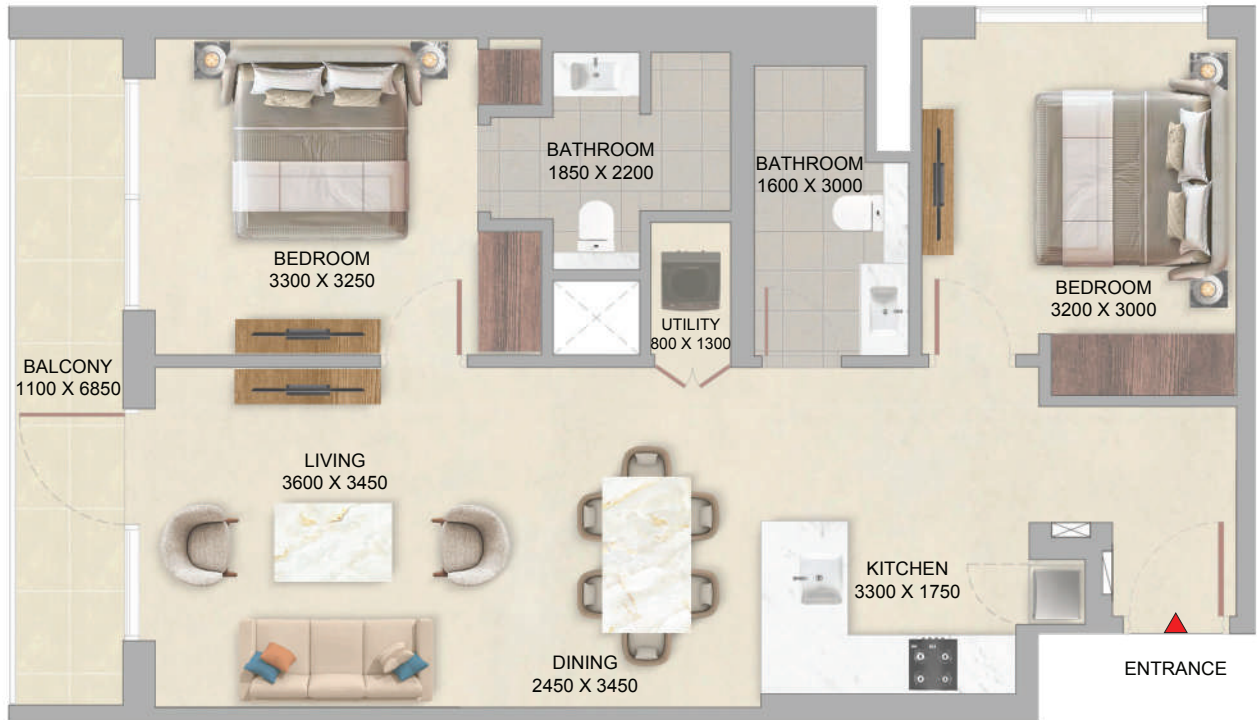 BATHROOM
1850 X 2200
BATHROOM
1600 X 3000
BEDROOM
3300 X 3250
BEDROOM
3200 X 3000
UTILITY
800 X 1300
BALCONY
1100 X 6850
LIVING
3600 X 3450
KITCHEN
3300 X 1750
DINING
2450 X 3450
ENTRANCE